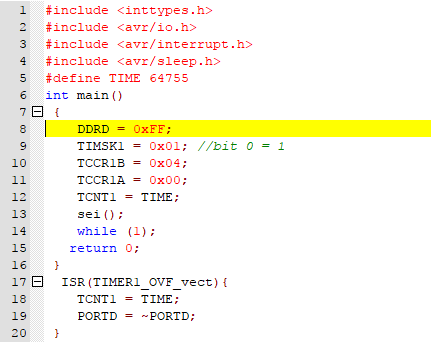 1 #include <inttypes.h>
2 #include <avr/io.h>
3 #include <avr/interrupt.h>
4 #include <avr/sleep.h>
5 #define TIME 64755
6 int main()
7 {
8 DDRD = 0xFF;
9 TIMSK1 = 0x01; //bit 0 = 1
10 TCCR1B = 0x04;
11 TCCR1A = 0x00;
12 TCNT1 = TIME;
13 sei();
14 while (1);
15 return 0;
16 }
17 ISR(TIMER1_OVF_vect){
18 TCNT1 = TIME;
19 PORTD = ~PORTD;
20 }